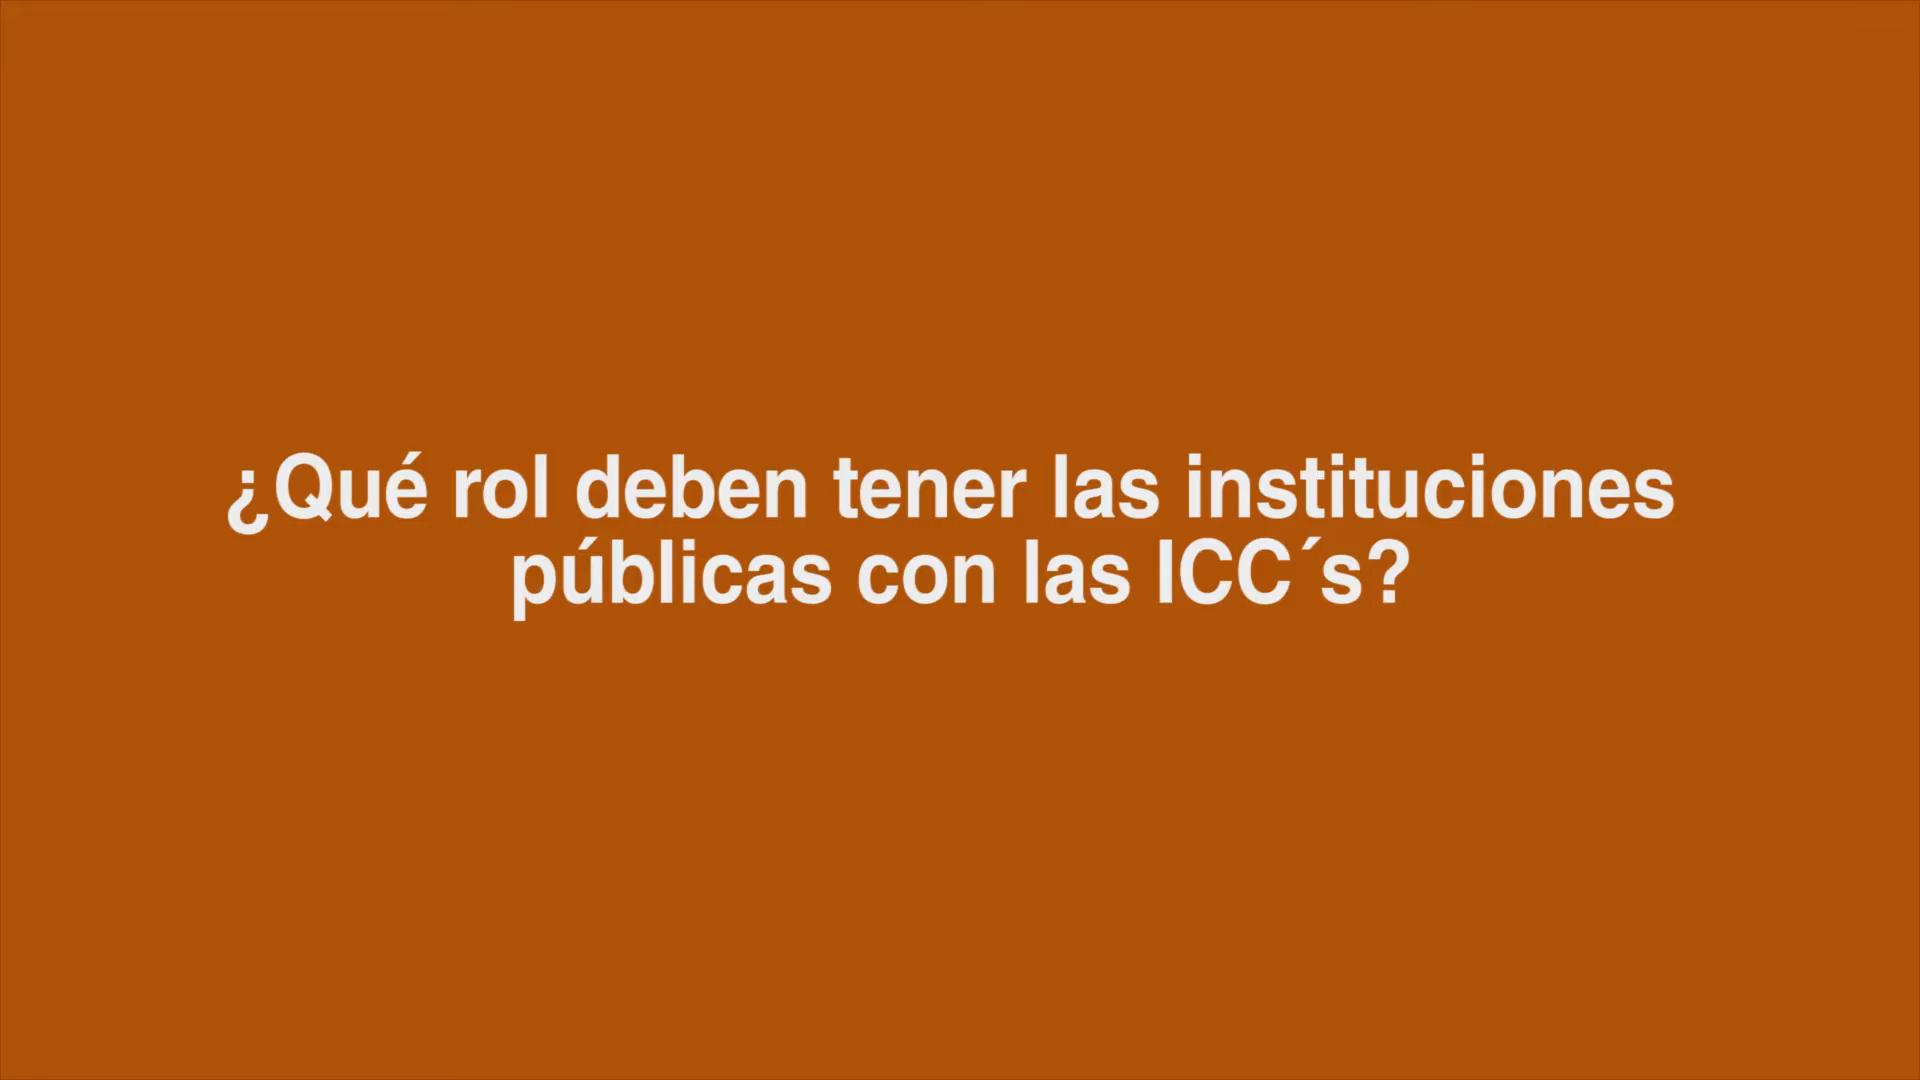 ¿Qué rol deben tener las instituciones
públicas con las ICC´s?